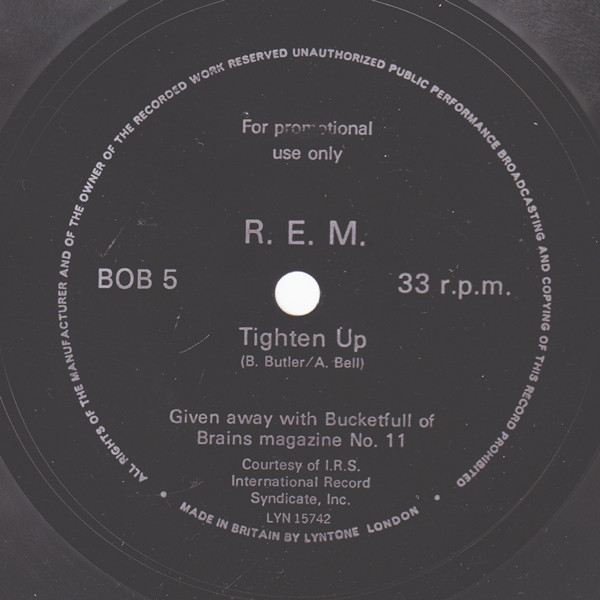 ALL RIGHTS OF THE MANUFACTURER AND OF THE OWNER OF THE RECORDED WORK RESERVED UNAUTHORIZED PUBLIC PERFORMANCE BROADCASTING AND COPYING OF THIS RECORD PROHIBITED
For promotional
use only
R. E. M.
BOB 5
33 r.p.m.
Tighten Up
(B. Butler/A. Bell)
Given away with Bucketfull of
Brains magazine No. 11
Courtesy of I.R.S.
International Record
Syndicate, Inc.
LYN 15742
• MADE IN BRITAIN BY LYNTONE LONDON •